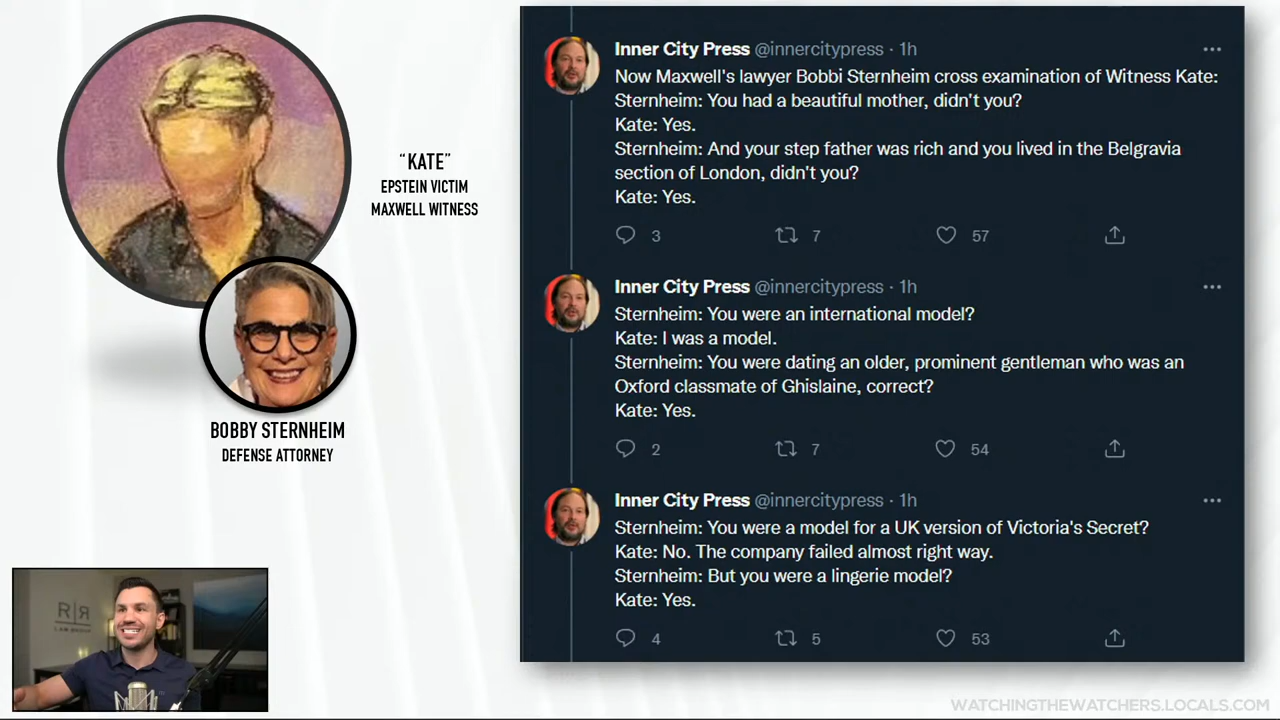 "KATE"
EPSTEIN VICTIM
MAXWELL WITNESS
BOBBY STERNHEIM
DEFENSE ATTORNEY
Inner City Press @innercitypress · 1h
Now Maxwell's lawyer Bobbi Sternheim cross examination of Witness Kate:
Sternheim: You had a beautiful mother, didn't you?
Kate: Yes.
Sternheim: And your step father was rich and you lived in the Belgravia
section of London, didn't you?
Kate: Yes.
3 7 57
Inner City Press @innercitypress · 1h
Sternheim: You were an international model?
Kate: I was a model.
Sternheim: You were dating an older, prominent gentleman who was an
Oxford classmate of Ghislaine, correct?
Kate: Yes.
2 7 54
Inner City Press @innercitypress · 1h
Sternheim: You were a model for a UK version of Victoria's Secret?
Kate: No. The company failed almost right way.
Sternheim: But you were a lingerie model?
Kate: Yes.
4 5 53
R|R
LAW GROUP
WATCHINGTHEWATCHERS.LOCALS.COM